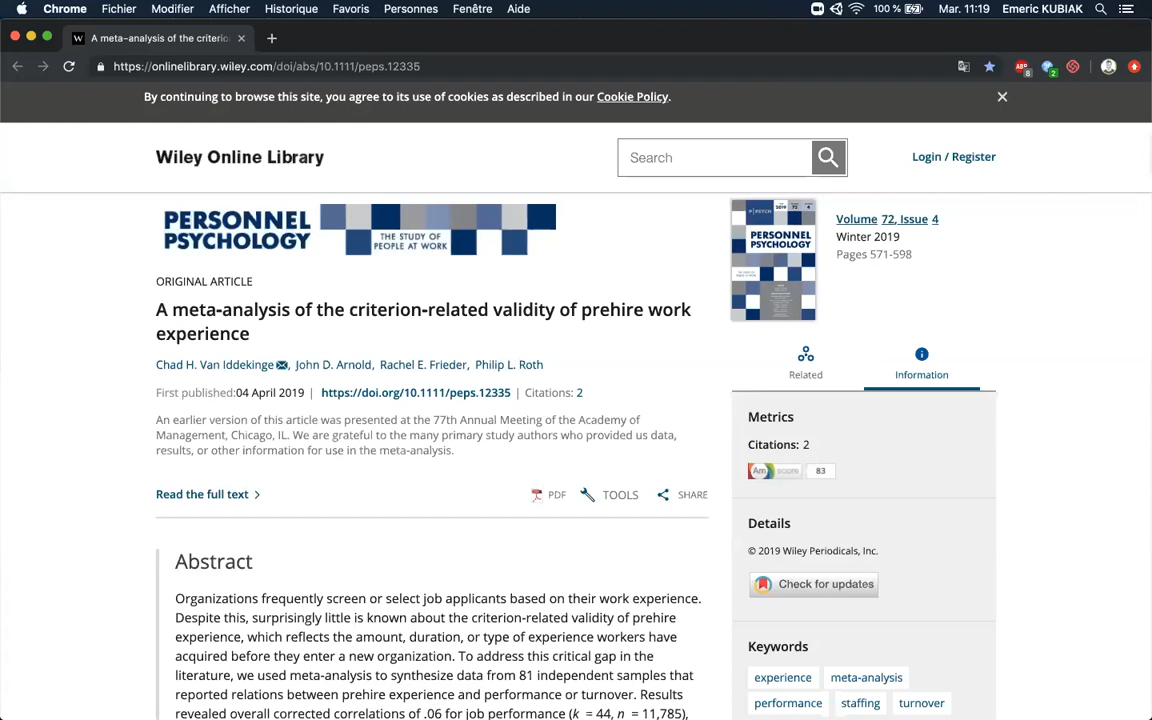 Chrome Fichier Modifier Afficher Historique Favoris Personnes Fenêtre Aide 100 % Mar. 11:19 Emeric KUBIAK
W A meta-analysis of the criterio
https://onlinelibrary.wiley.com/doi/abs/10.1111/peps.12335 ABP 8 2
By continuing to browse this site, you agree to its use of cookies as described in our Cookie Policy.
Wiley Online Library
Search
Login / Register
PERSONNEL
PSYCHOLOGY
THE STUDY OF
PEOPLE AT WORK
PERSONNEL
PSYCHOLOGY
Volume 72, Issue 4
Winter 2019
Pages 571-598
ORIGINAL ARTICLE
A meta-analysis of the criterion-related validity of prehire work
experience
Chad H. Van Iddekinge, John D. Arnold, Rachel E. Frieder, Philip L. Roth
First published:04 April 2019 | https://doi.org/10.1111/peps.12335 | Citations: 2
An earlier version of this article was presented at the 77th Annual Meeting of the Academy of
Management, Chicago, IL. We are grateful to the many primary study authors who provided us data,
results, or other information for use in the meta-analysis.
Read the full text
PDF TOOLS SHARE
Abstract
Organizations frequently screen or select job applicants based on their work experience.
Despite this, surprisingly little is known about the criterion-related validity of prehire
experience, which reflects the amount, duration, or type of experience workers have
acquired before they enter a new organization. To address this critical gap in the
literature, we used meta-analysis to synthesize data from 81 independent samples that
reported relations between prehire experience and performance or turnover. Results
revealed overall corrected correlations of .06 for job performance (k = 44, n = 11,785),
Related
Information
Metrics
Citations: 2
Am score 83
Details
© 2019 Wiley Periodicals, Inc.
Check for updates
Keywords
experience meta-analysis
performance staffing turnover